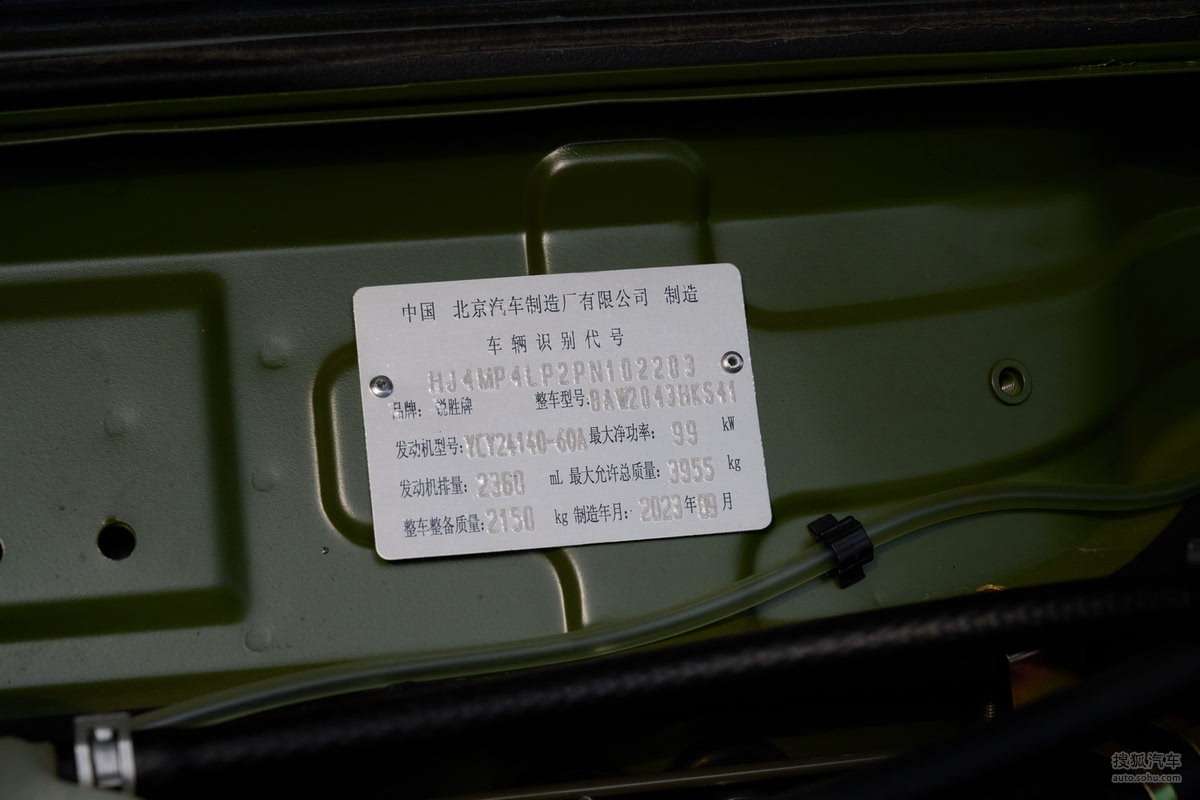 中国 北京汽车制造厂有限公司 制造
车辆识别代号
HJ4MP4LP2PN102203
品牌: 锐胜牌 整车型号:BAW2043HKS41
发动机型号:YCY24140-60A 最大净功率: 99 kW
发动机排量: 2360 mL 最大允许总质量: 3955 kg
整车整备质量:2150 kg 制造年月: 2023年09月
搜狐汽车
auto.sohu.com